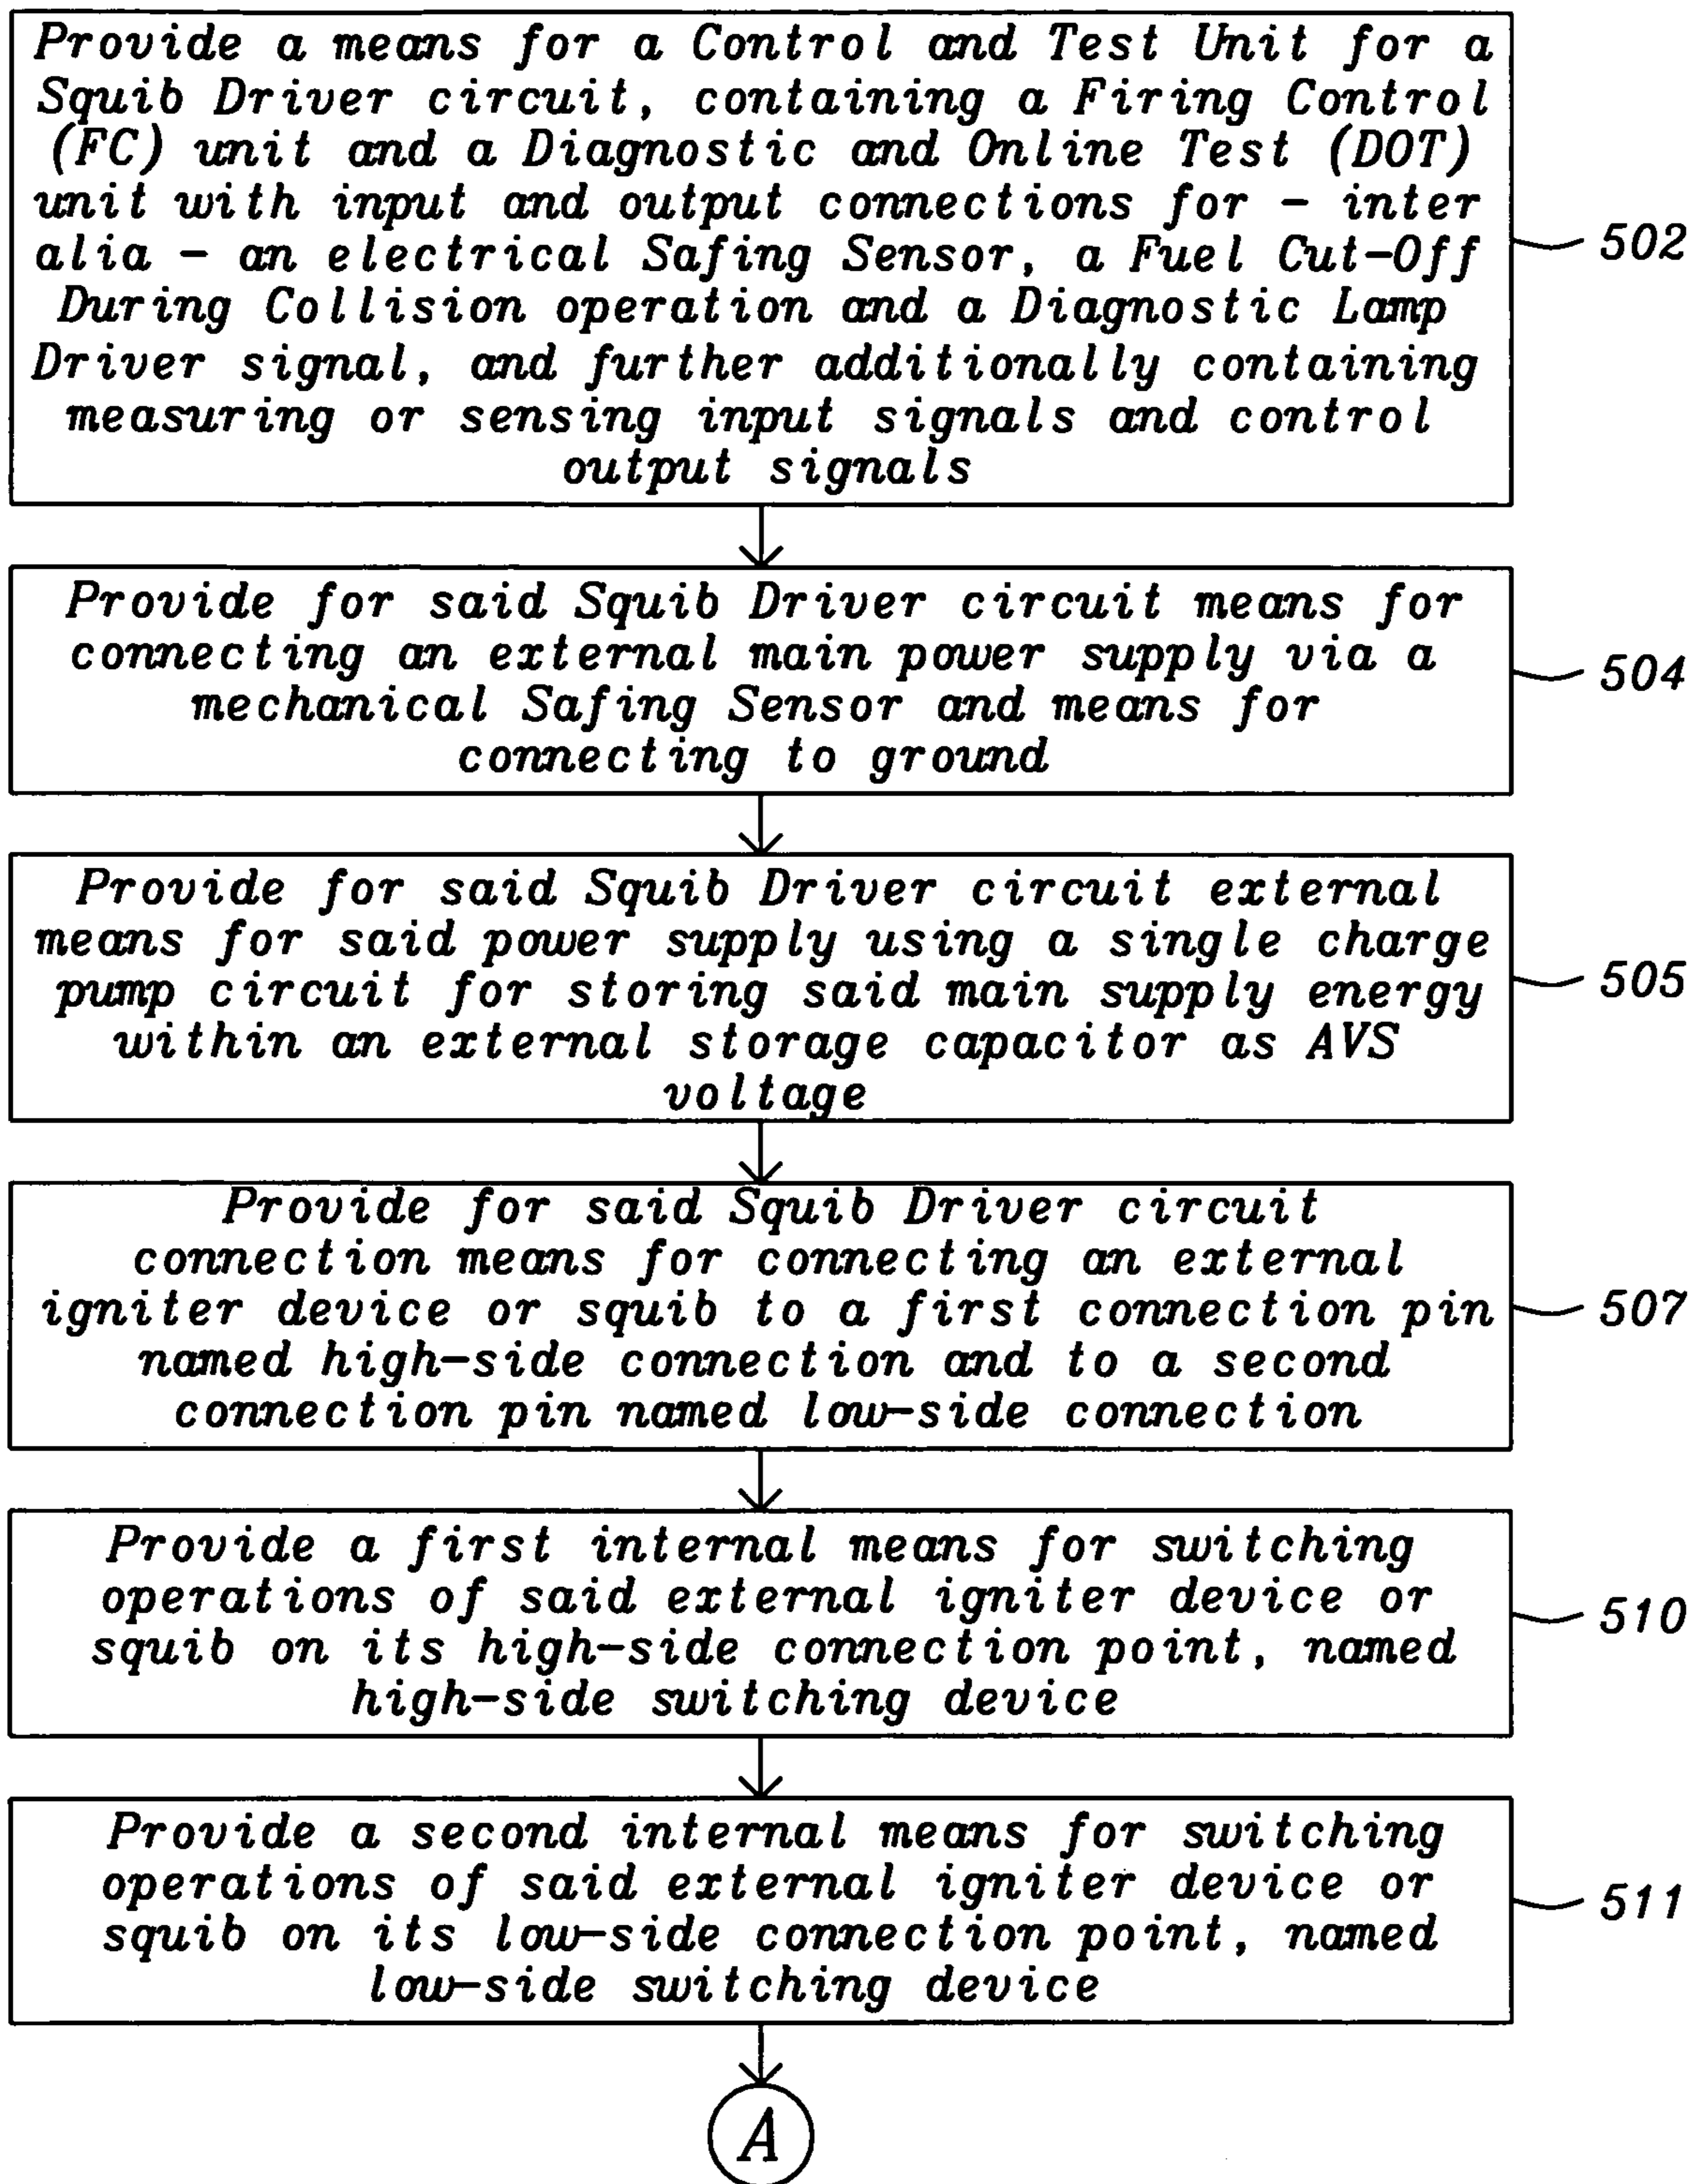 Provide a means for a Control and Test Unit for a
Squib Driver circuit, containing a Firing Control
(FC) unit and a Diagnostic and Online Test (DOT)
unit with input and output connections for - inter
alia - an electrical Safing Sensor, a Fuel Cut-Off
During Collision operation and a Diagnostic Lamp
Driver signal, and further additionally containing
measuring or sensing input signals and control
output signals
502
Provide for said Squib Driver circuit means for
connecting an external main power supply via a
mechanical Safing Sensor and means for
connecting to ground
504
Provide for said Squib Driver circuit external
means for said power supply using a single charge
pump circuit for storing said main supply energy
within an external storage capacitor as AVS
voltage
505
Provide for said Squib Driver circuit
connection means for connecting an external
igniter device or squib to a first connection pin
named high-side connection and to a second
connection pin named low-side connection
507
Provide a first internal means for switching
operations of said external igniter device or
squib on its high-side connection point, named
high-side switching device
510
Provide a second internal means for switching
operations of said external igniter device or
squib on its low-side connection point, named
low-side switching device
511
A